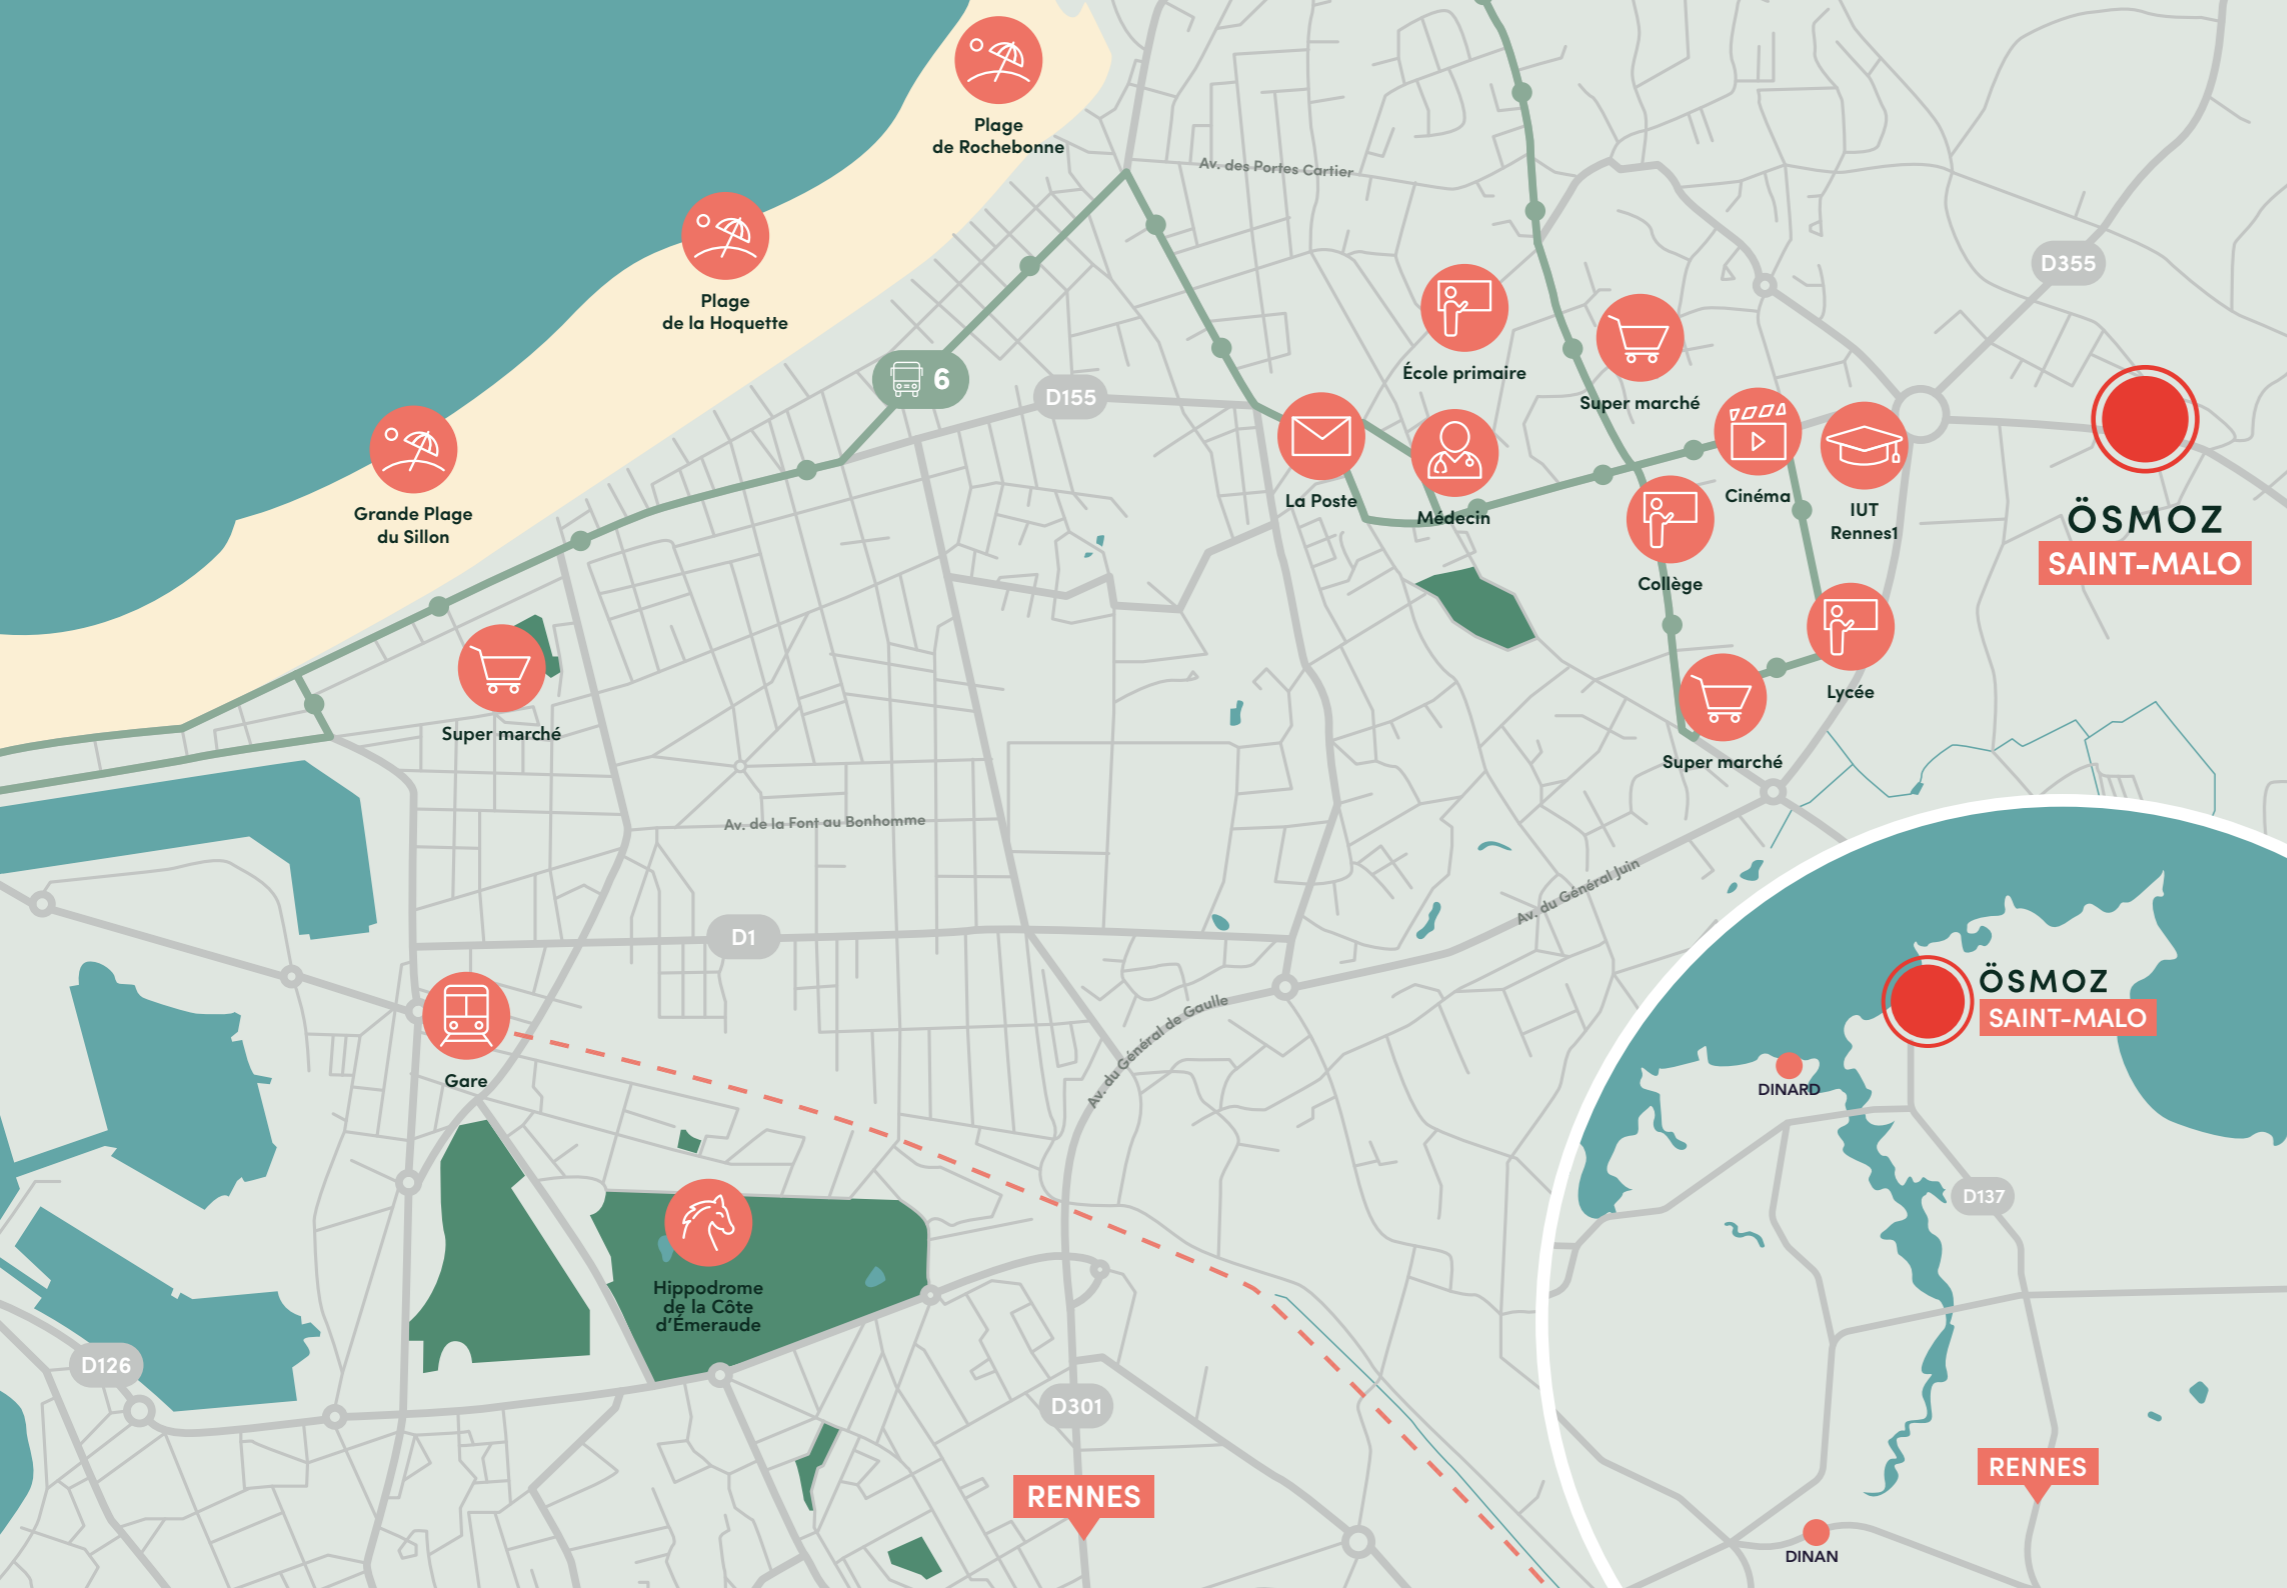 Plage
de Rochebonne
Av. des Portes Cartier
D355
Plage
de la Hoquette
École primaire
6
D155
Super marché
ÖSMOZ
SAINT-MALO
Grande Plage
du Sillon
La Poste
Médecin
Cinéma
IUT
Rennes1
Collège
Lycée
Super marché
Super marché
Av. de la Font au Bonhomme
Av. du Général Juin
D1
Av. du Général de Gaulle
Gare
ÖSMOZ
SAINT-MALO
DINARD
D137
Hippodrome
de la Côte
d'Émeraude
D126
D301
RENNES
RENNES
DINAN